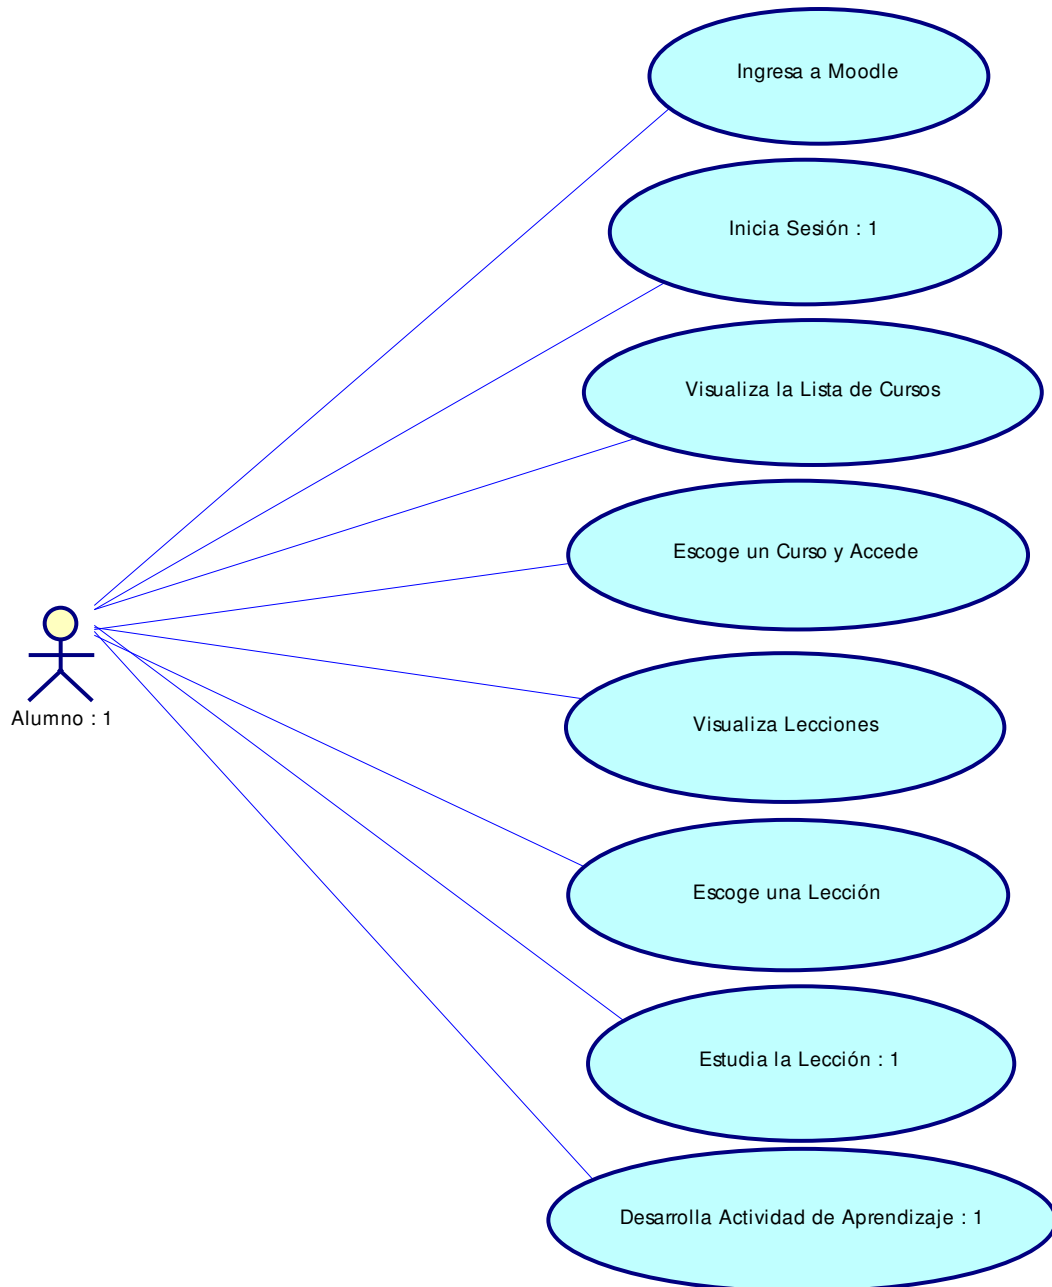 Ingresa a Moodle
Inicia Sesión : 1
Visualiza la Lista de Cursos
Escoge un Curso y Accede
Alumno : 1
Visualiza Lecciones
Escoge una Lección
Estudia la Lección : 1
Desarrolla Actividad de Aprendizaje : 1